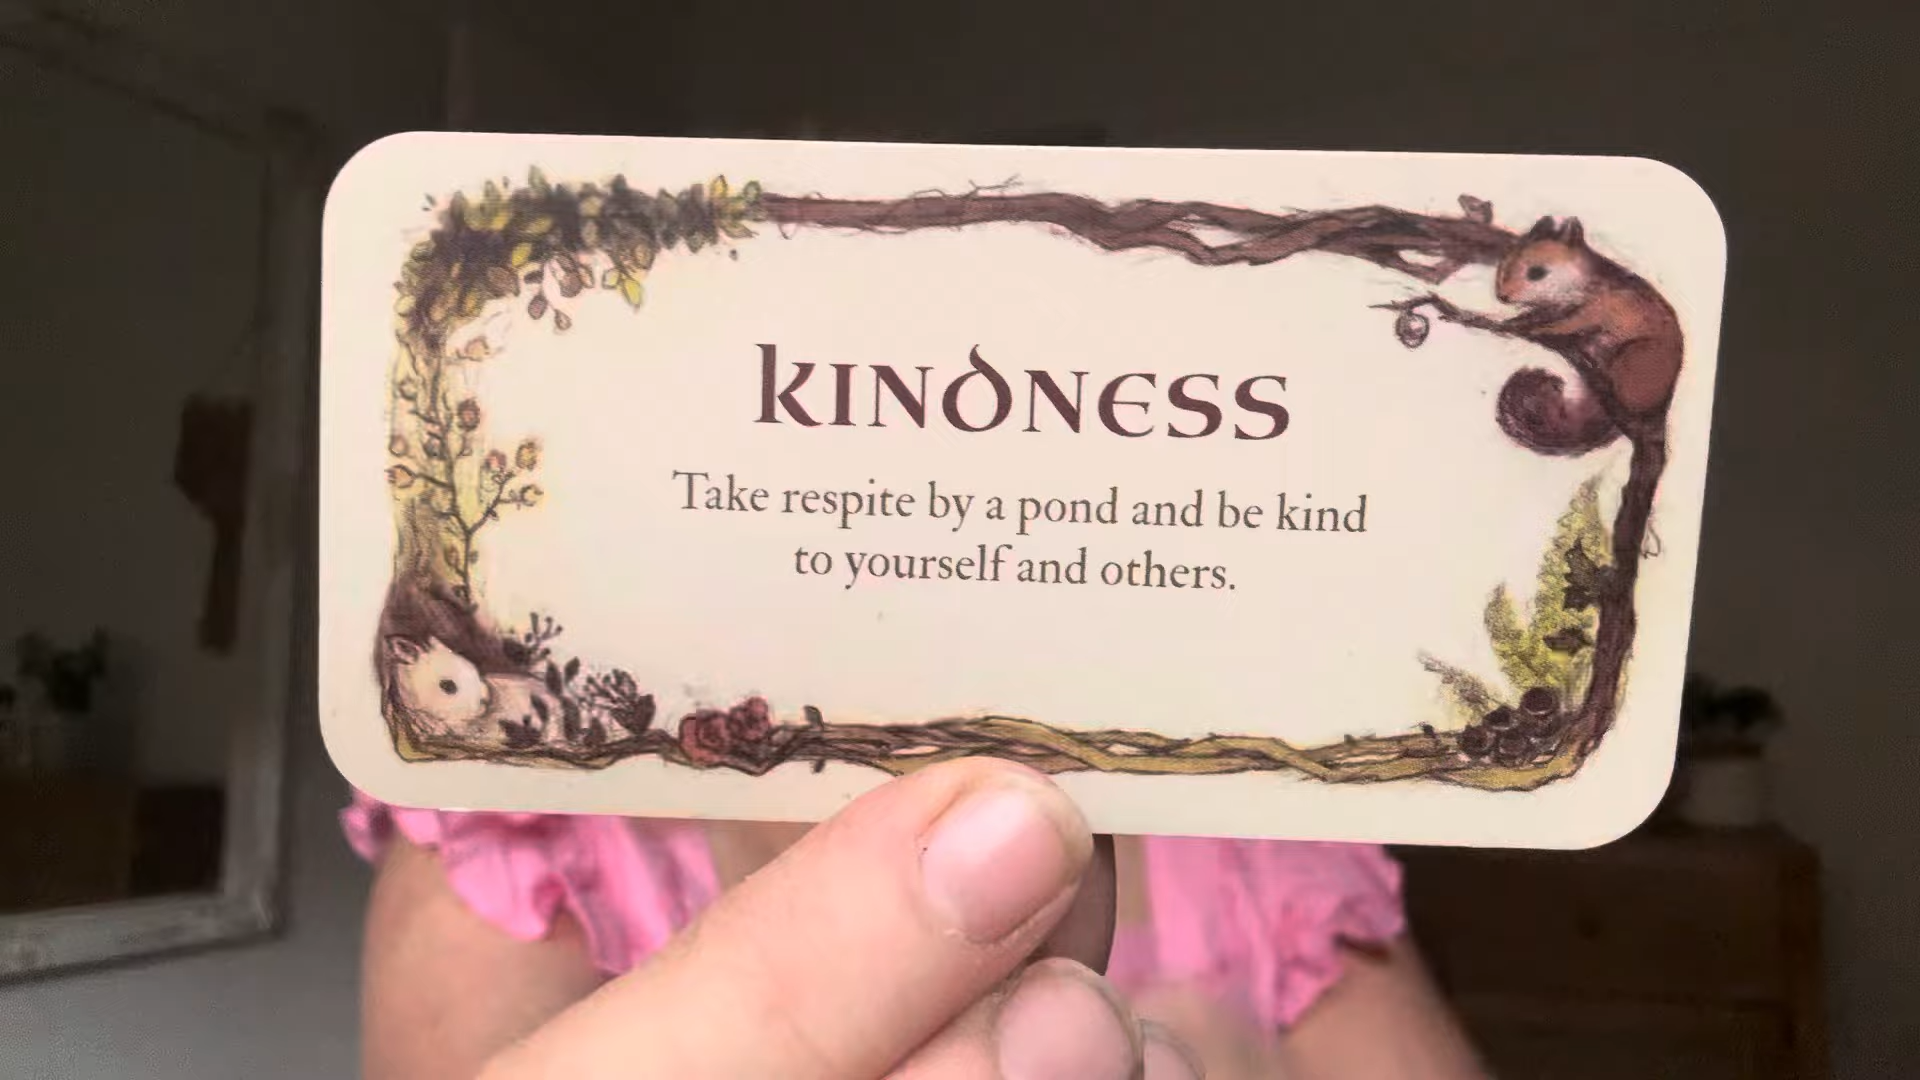 KINDNESS
Take respite by a pond and be kind
to yourself and others.